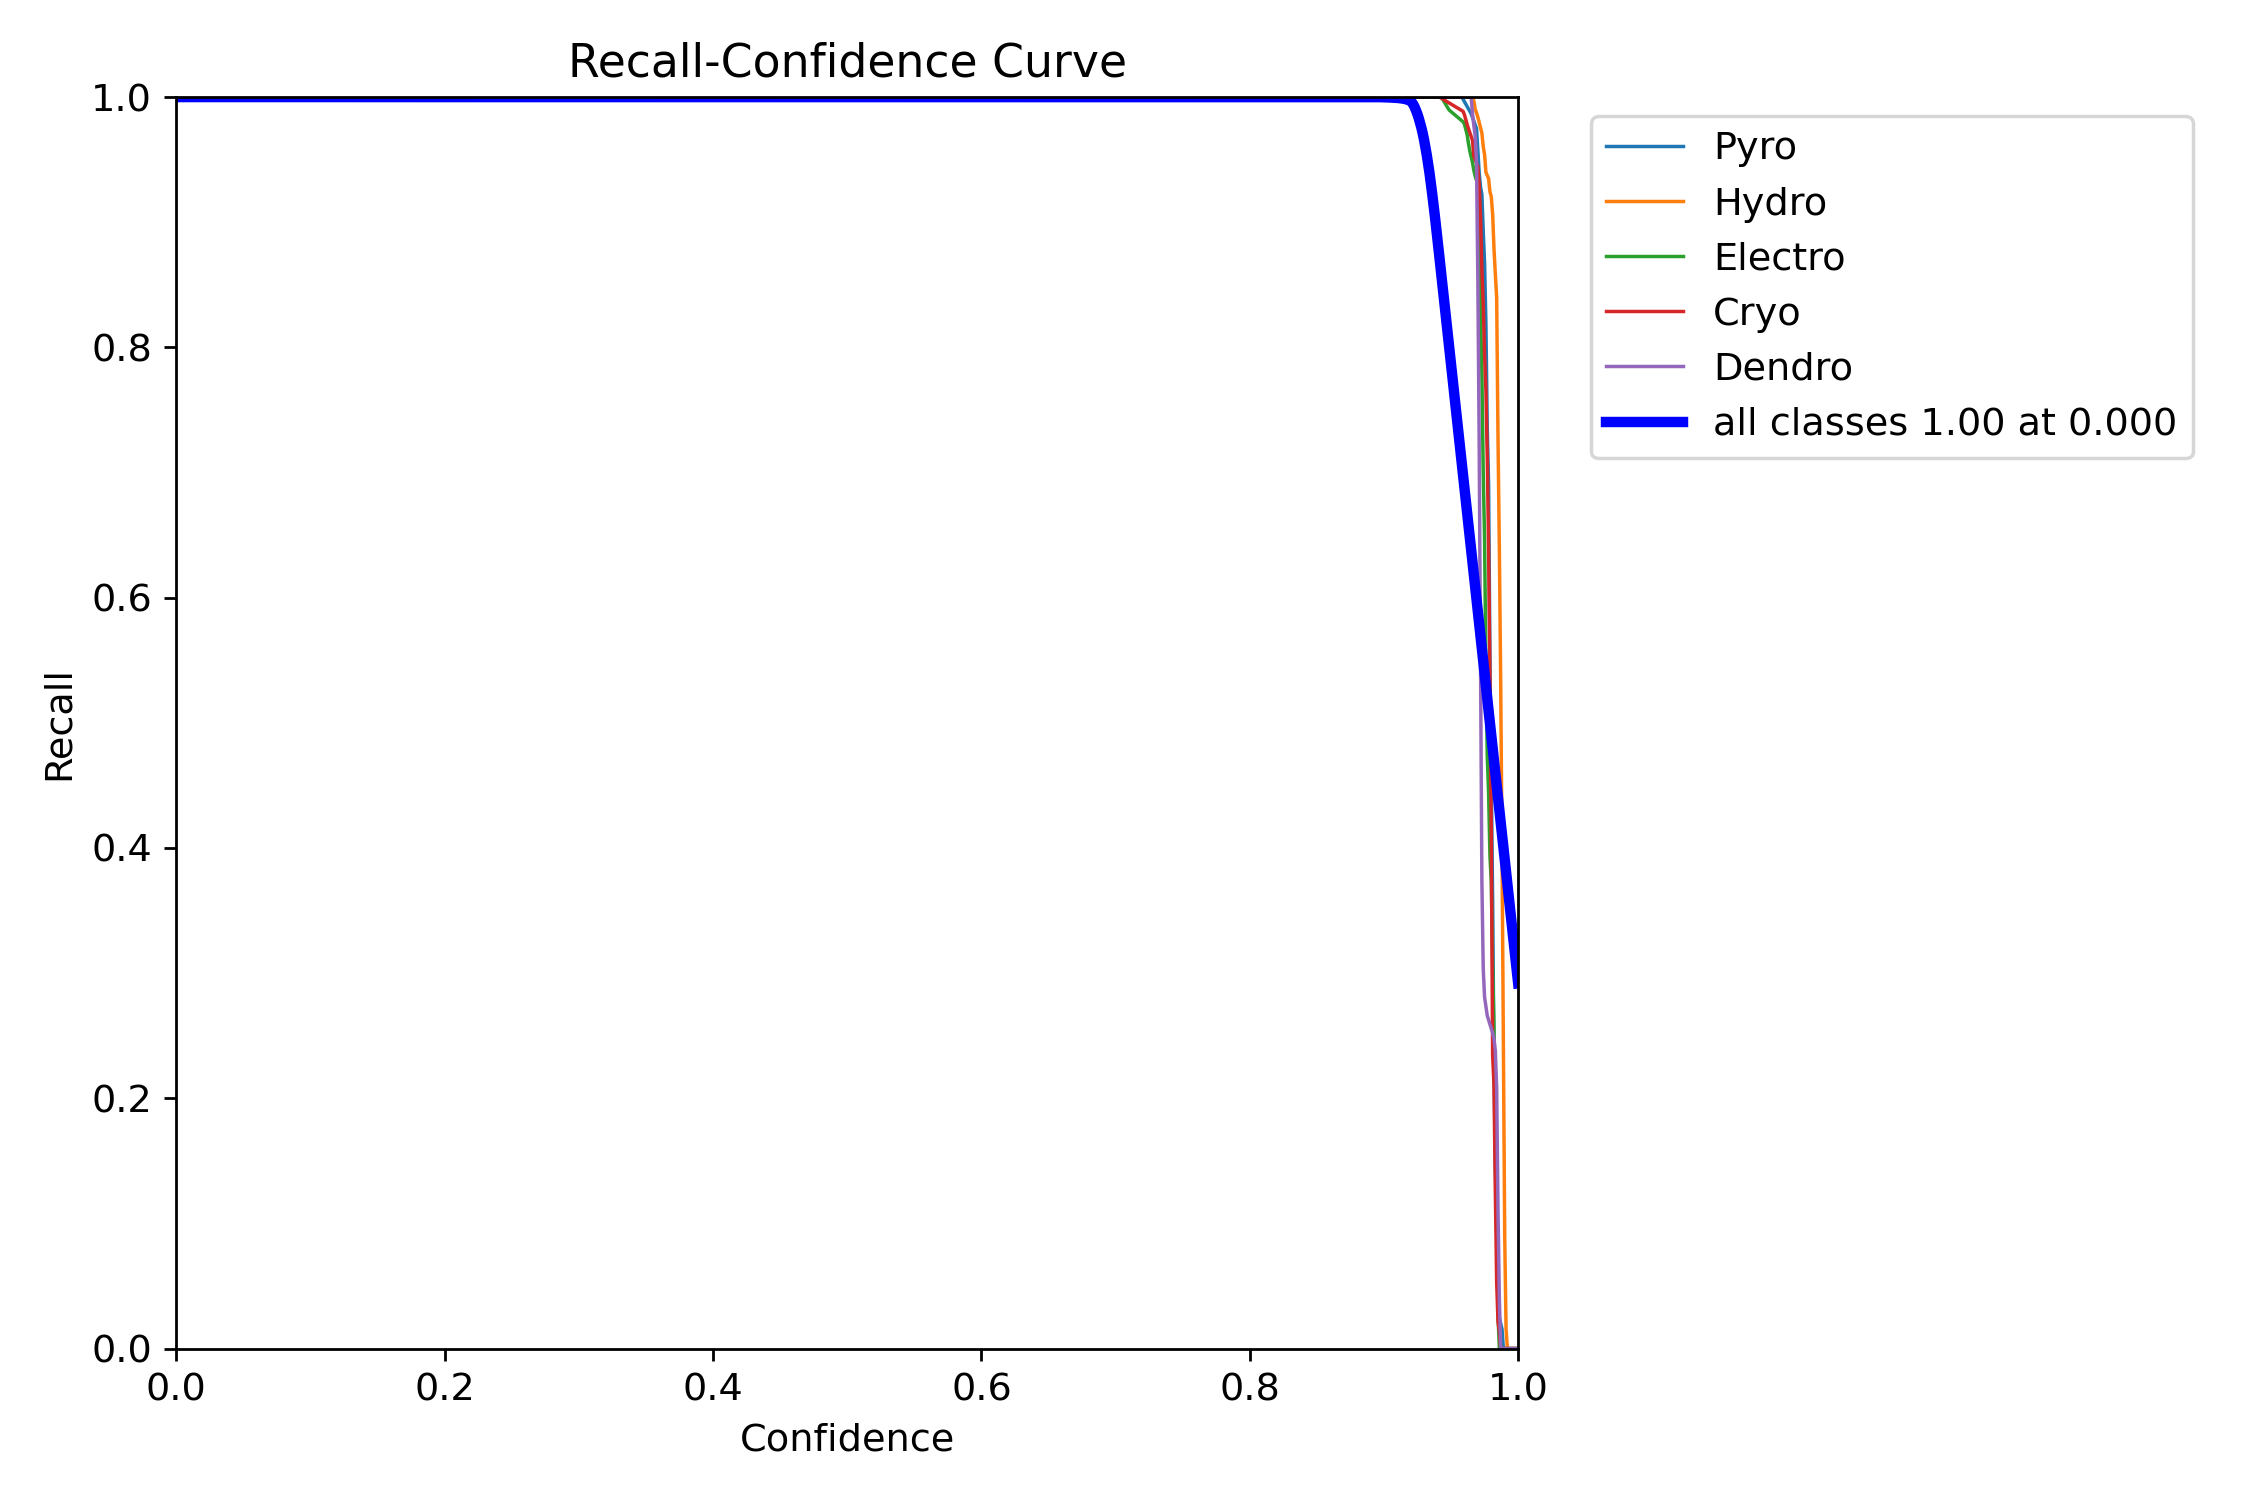 Recall-Confidence Curve
1.0
0.8
0.6
0.4
0.2
0.0
Recall
0.0 0.2 0.4 0.6 0.8 1.0
Confidence
Pyro
Hydro
Electro
Cryo
Dendro
all classes 1.00 at 0.000